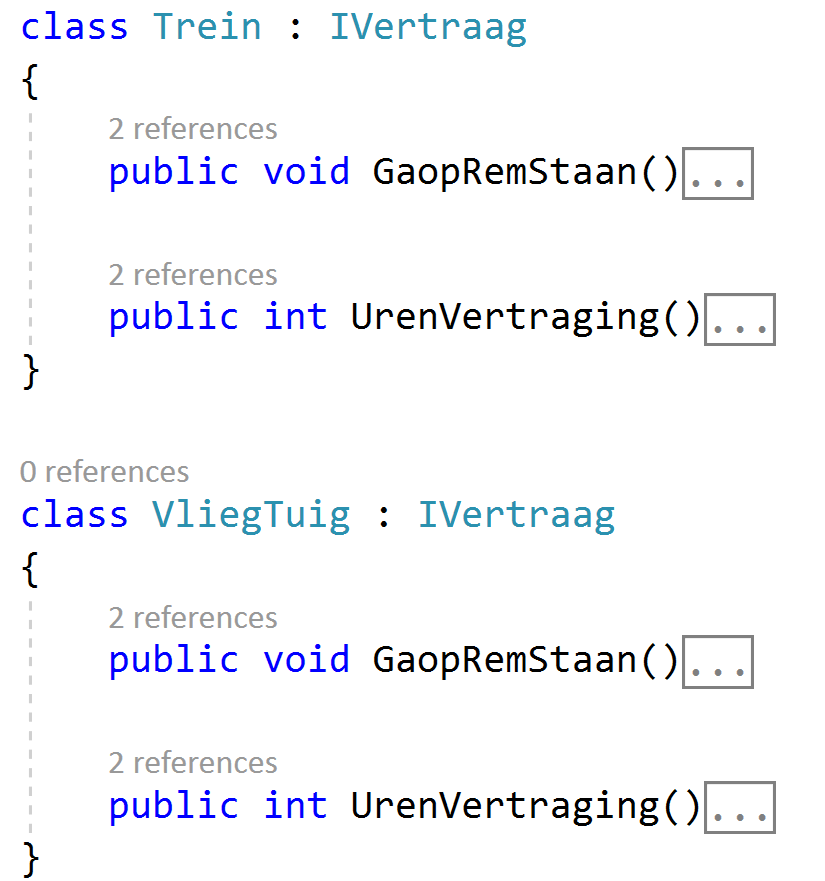 class Trein : IVertraag
{
2 references
public void GaopRemStaan()...
2 references
public int UrenVertraging()...
}
0 references
class VliegTuig : IVertraag
{
2 references
public void GaopRemStaan()...
2 references
public int UrenVertraging()...
}